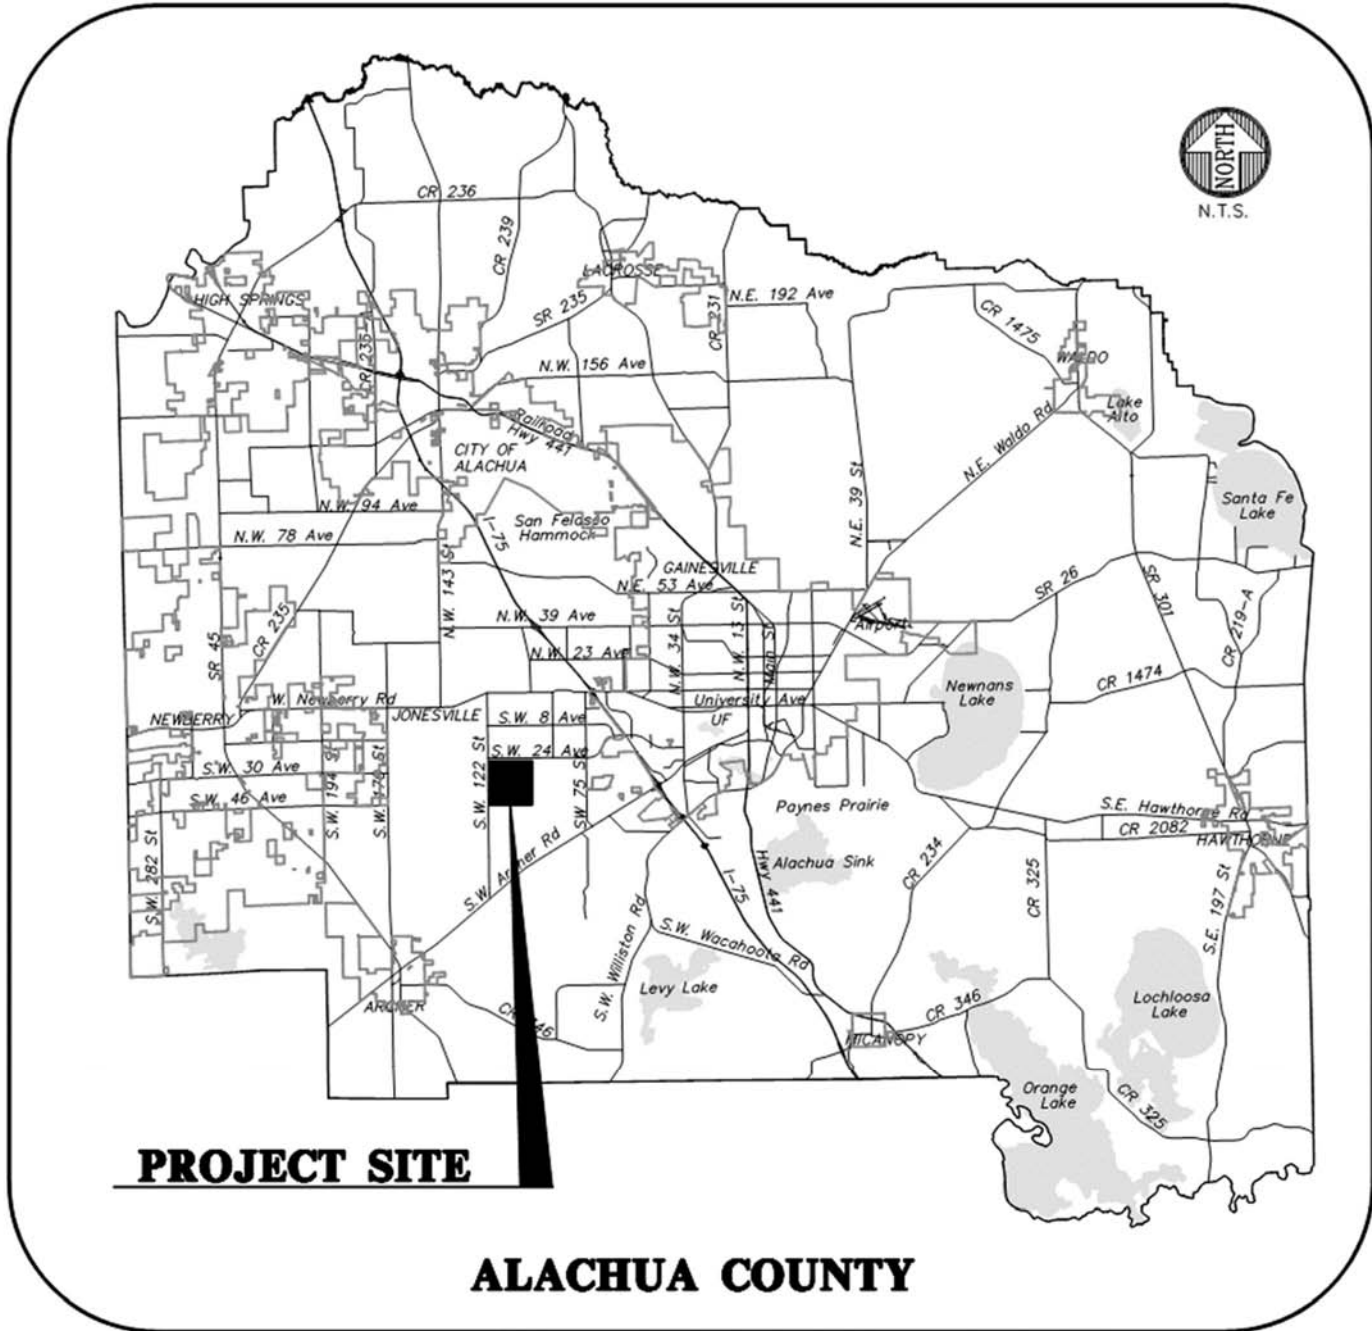 NORTH
N.T.S.
CR 236
CR 239
LACROSSE
HIGH SPRINGS
SR 235
CR 231
N.E. 192 Ave
CR 1475
WALDO
CR 235-A
N.W. 156 Ave
Lake
Alto
Railroad
Hwy 441
N.E. Waldo Rd
CITY OF
ALACHUA
N.E. 39 St
Santa Fe
Lake
N.W. 94 Ave
San Felasco
Hammock
I-75
N.W. 78 Ave
GAINESVILLE
N.E. 53 Ave
N.W. 143 St
SR 26
SR 301
CR 219-A
SR 45
CR 235
N.W. 39 Ave
N.W. 34 St
N.W. 13 St
Main St
Airport
N.W. 23 Ave
CR 1474
Newnans
Lake
W. Newberry Rd
University Ave
NEWBERRY
JONESVILLE
S.W. 8 Ave
UF
S.W. 24 Ave
S.W. 30 Ave
S.W. 194 St
S.W. 170 St
S.W. 122 St
SW 75 St
S.W. 46 Ave
Paynes Prairie
S.E. Hawthorne Rd
CR 2082
HAWTHORNE
S.W. 282 St
S.W. Archer Rd
Alachua Sink
I-75
Hwy 441
CR 234
CR 325
S.E. 197 St
S.W. Williston Rd
S.W. Wacahoota Rd
Levy Lake
ARCHER
CR 346
CR 346
Lochloosa
Lake
MICANOPY
Orange
Lake
CR 325
PROJECT SITE
ALACHUA COUNTY